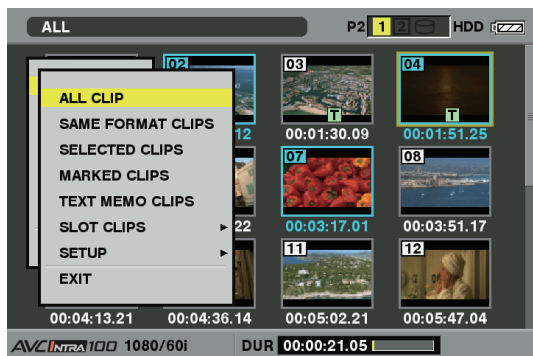 ALL P2 1 2 HDD
02 03 04
ALL CLIP
SAME FORMAT CLIPS
SELECTED CLIPS
MARKED CLIPS
TEXT MEMO CLIPS
SLOT CLIPS
SETUP
EXIT
T T
12 00:01:30.09 00:01:51.25
07 08
22 00:03:17.01 00:03:51.17
11 12
00:04:13.21 00:04:36.14 00:05:02.21 00:05:47.04
AVC INTRA 100 1080/60i DUR 00:00:21.05